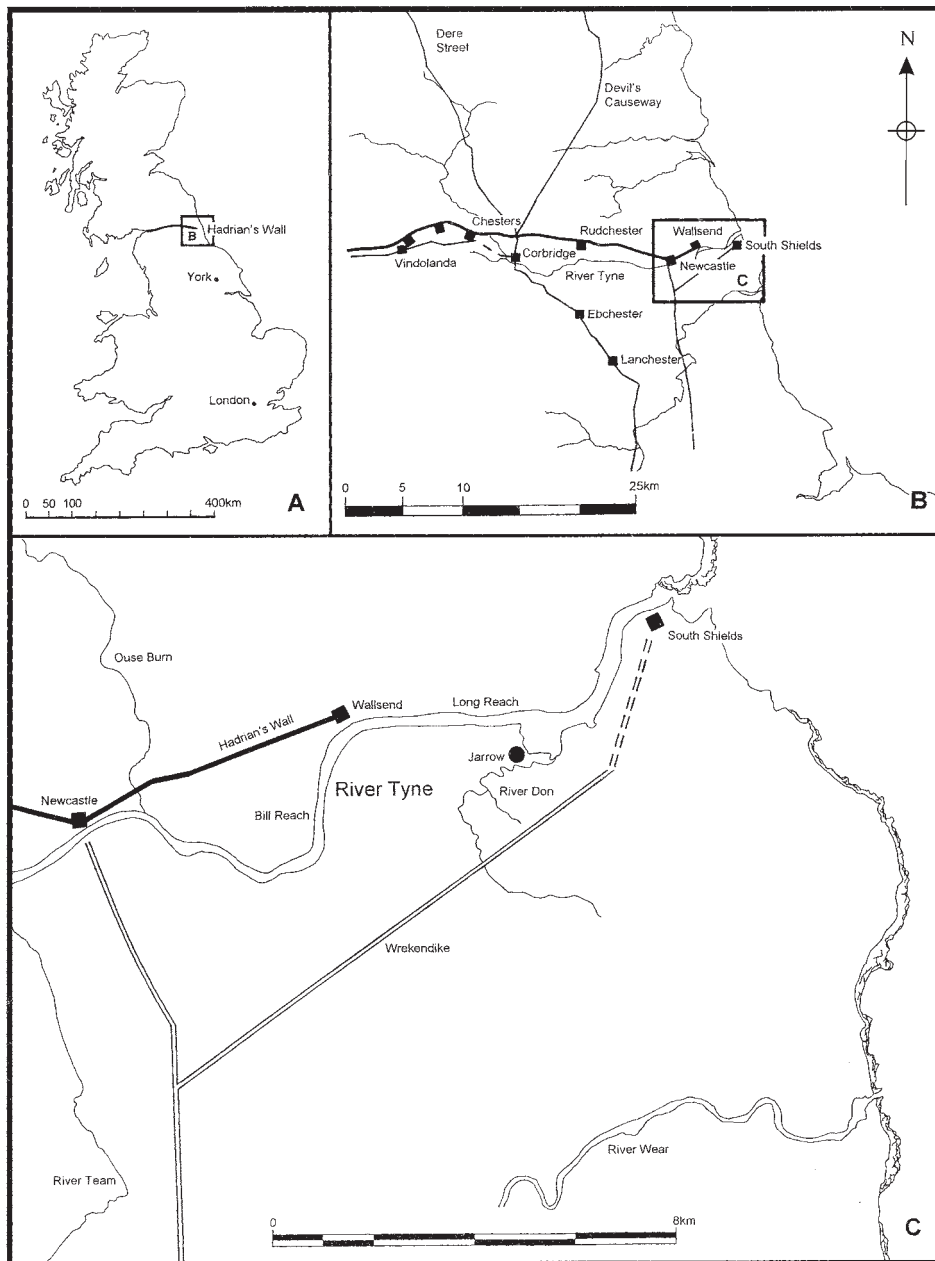 Hadrian's Wall
B
York
London
0 50 100 400km
A
Dere
Street
Devil's
Causeway
N
Chesters
Rudchester
Wallsend
South Shields
Vindolanda
Corbridge
River Tyne
Newcastle
C
Ebchester
Lanchester
0 5 10 25km
B
South Shields
Ouse Burn
Wallsend
Long Reach
Hadrian's Wall
Jarrow
Newcastle
River Tyne
River Don
Bill Reach
Wrekendike
River Wear
River Team
0 8km
C